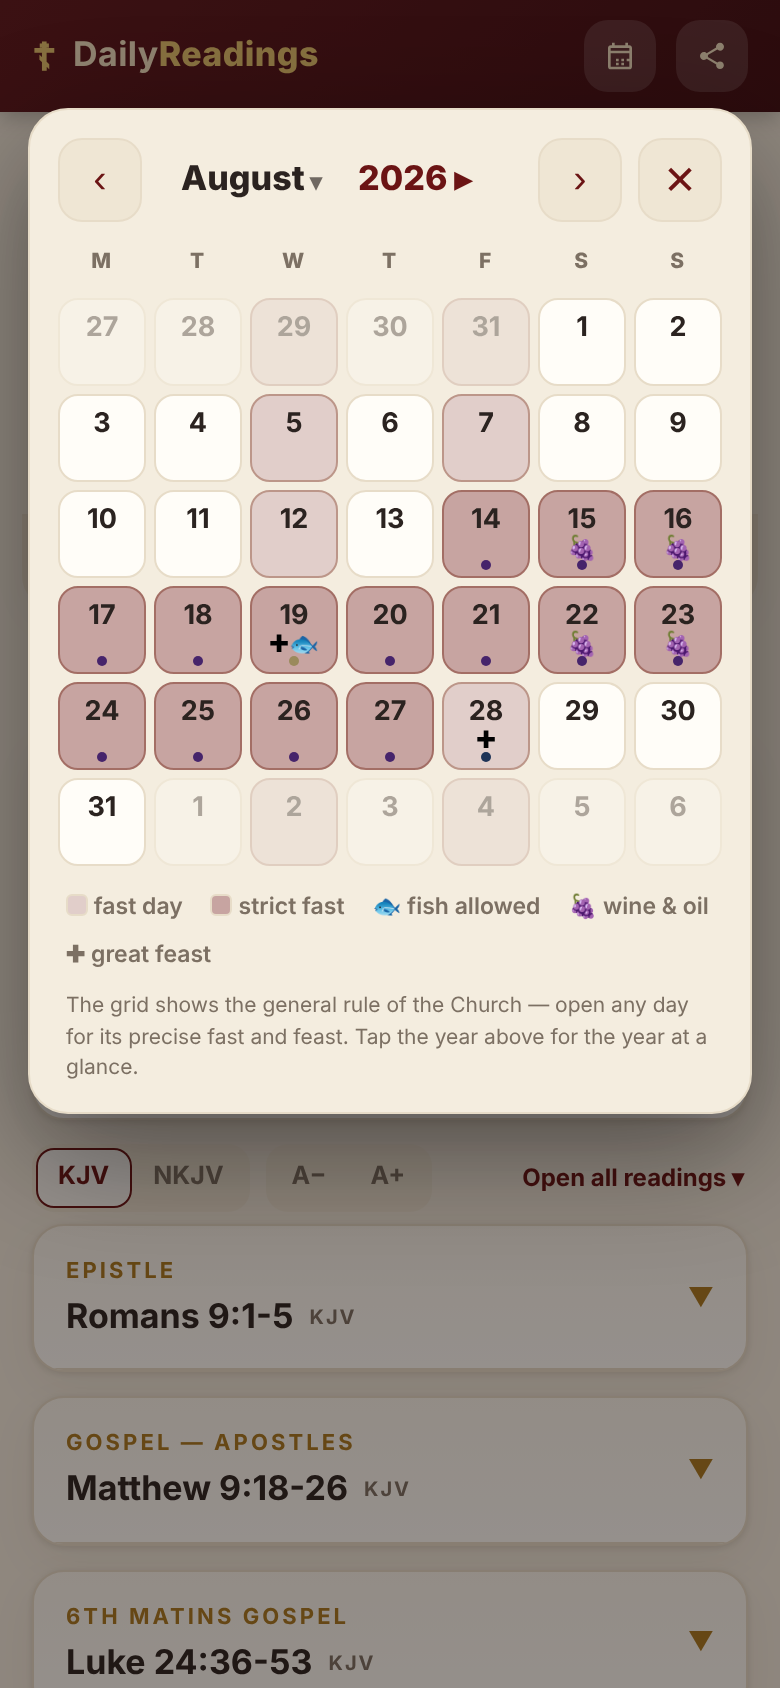 DailyReadings
‹ August ▾ 2026 ▸ › ✕
M T W T F S S
27 28 29 30 31 1 2
3 4 5 6 7 8 9
10 11 12 13 14 15 16
17 18 19 20 21 22 23
24 25 26 27 28 29 30
31 1 2 3 4 5 6
fast day strict fast fish allowed wine & oil
great feast
The grid shows the general rule of the Church — open any day
for its precise fast and feast. Tap the year above for the year at a
glance.
KJV NKJV A− A+ Open all readings ▾
EPISTLE
Romans 9:1-5 KJV
GOSPEL — APOSTLES
Matthew 9:18-26 KJV
6TH MATINS GOSPEL
Luke 24:36-53 KJV